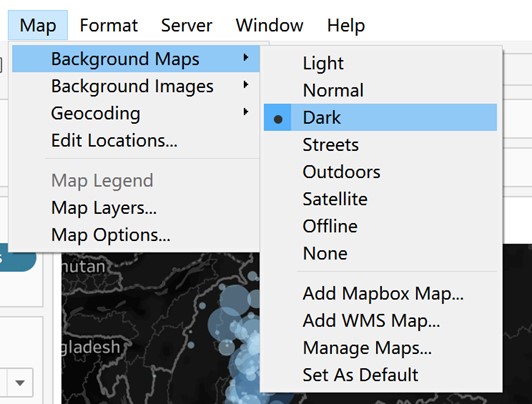 Map Format Server Window Help
Background Maps
Background Images
Geocoding
Edit Locations...
Map Legend
Map Layers...
Map Options...
Light
Normal
Dark
Streets
Outdoors
Satellite
Offline
None
Add Mapbox Map...
Add WMS Map...
Manage Maps...
Set As Default
s
hutan
gladesh